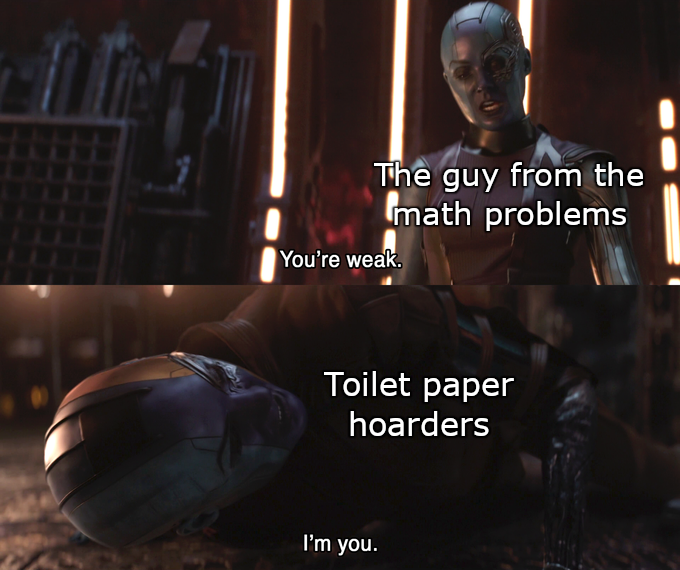 The guy from the
math problems
You're weak.
Toilet paper
hoarders
I'm you.